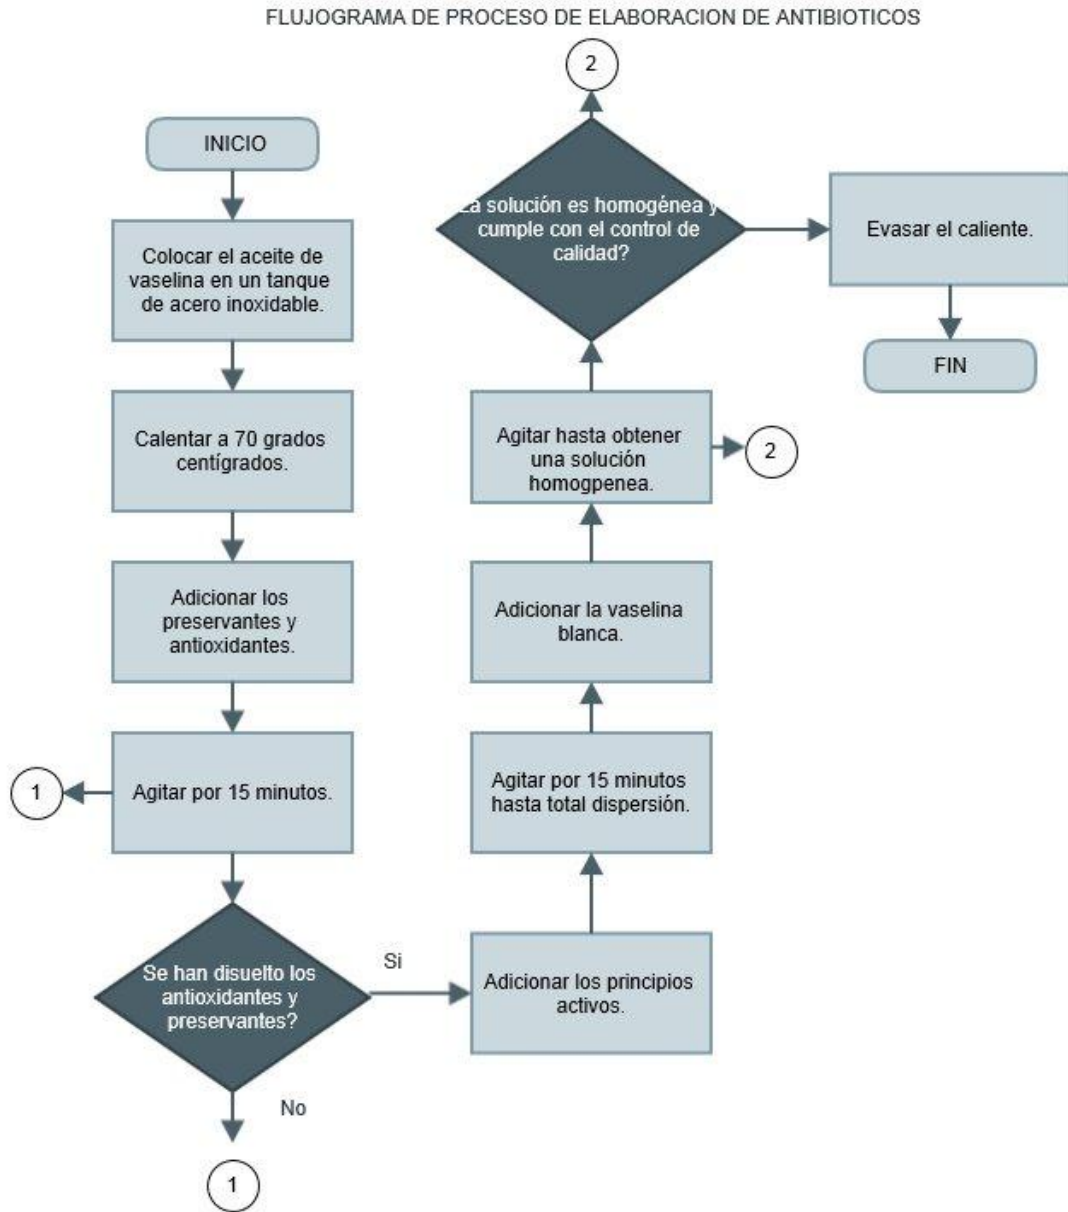 FLUJOGRAMA DE PROCESO DE ELABORACION DE ANTIBIOTICOS
INICIO
Colocar el aceite de
vaselina en un tanque
de acero inoxidable.
Calentar a 70 grados
centígrados.
Adicionar los
preservantes y
antioxidantes.
Agitar por 15 minutos.
1
Se han disuelto los
antioxidantes y
preservantes?
No
1
Si
Adicionar los principios
activos.
Agitar por 15 minutos
hasta total dispersión.
Adicionar la vaselina
blanca.
Agitar hasta obtener
una solución
homogpenea.
2
La solución es homogénea y
cumple con el control de
calidad?
2
Evasar el caliente.
FIN